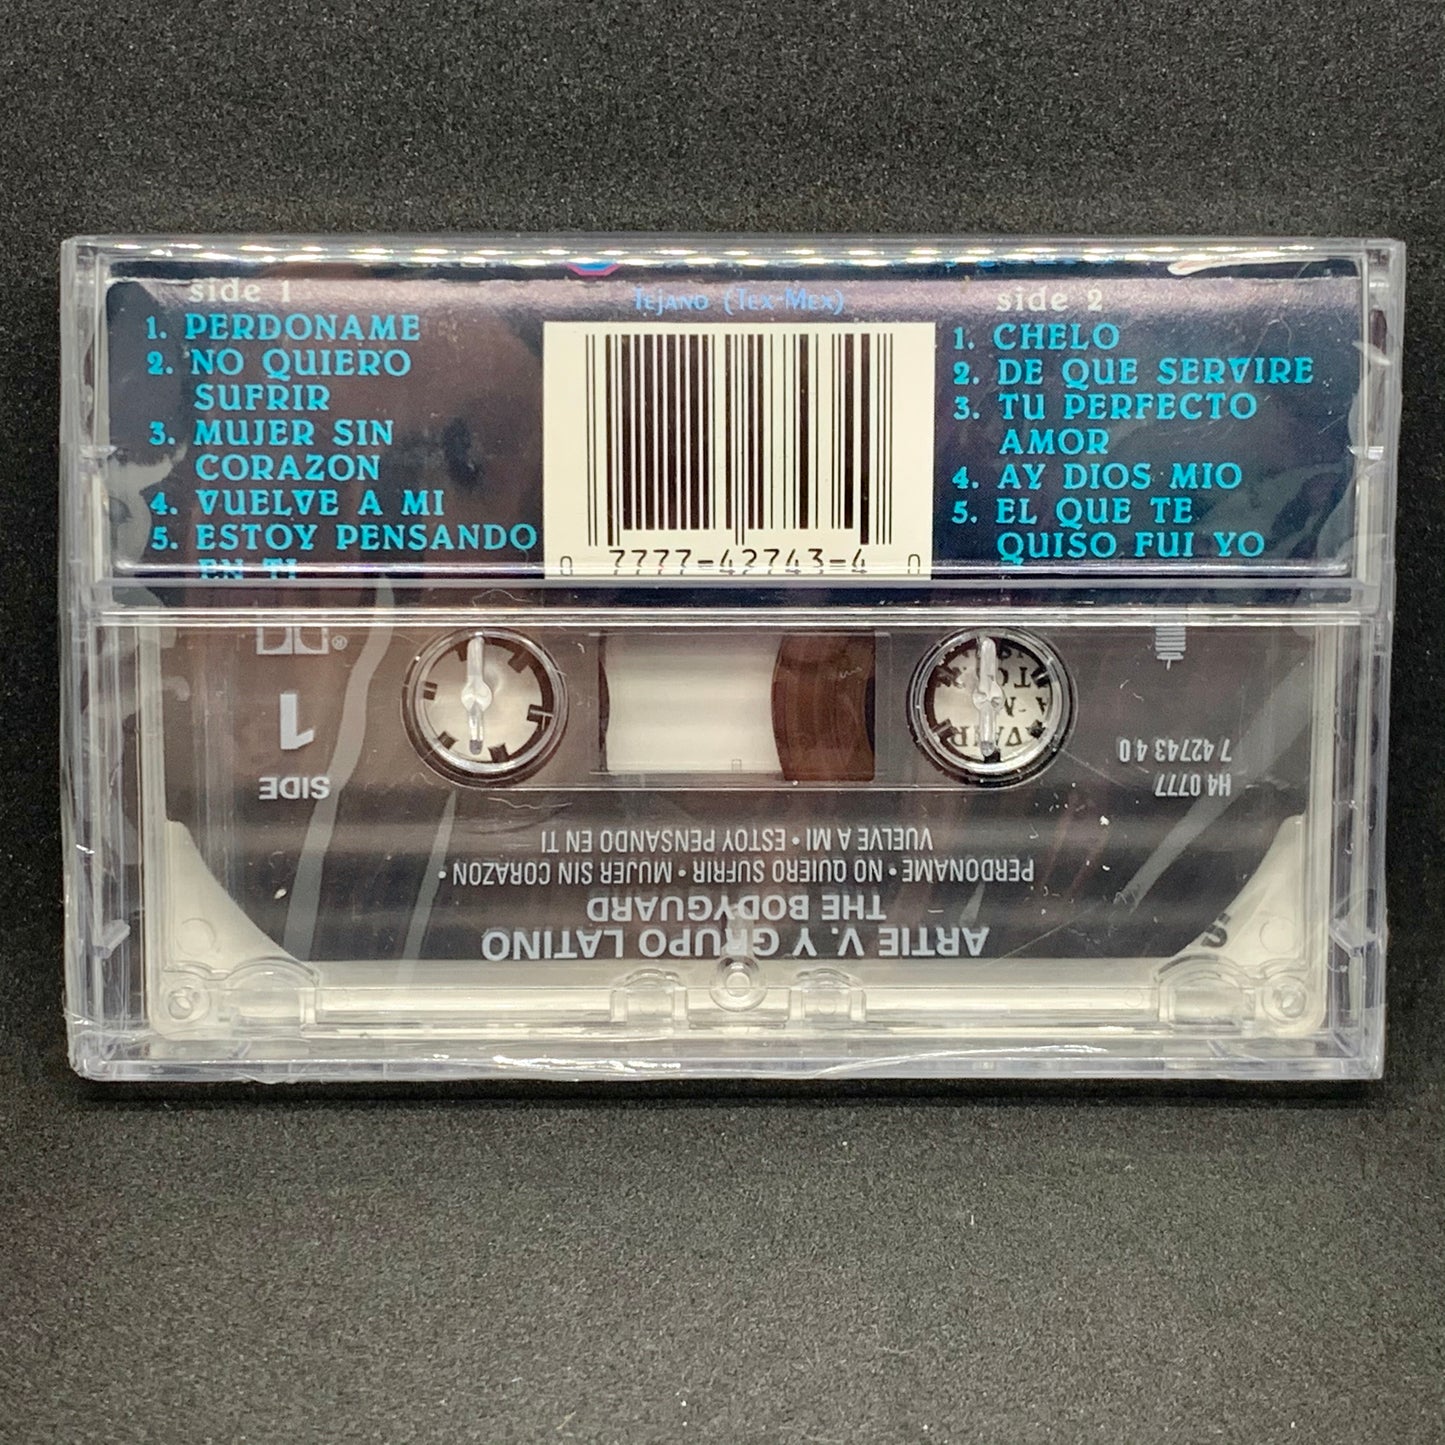 side 1
1. PERDONAME
2. NO QUIERO
SUFRIR
3. MUJER SIN
CORAZON
4. VUELVE A MI
5. ESTOY PENSANDO
EN TI
TEJANO (TEX-MEX)
0 7777-42743-4 0
side 2
1. CHELO
2. DE QUE SERVIRE
3. TU PERFECTO
AMOR
4. AY DIOS MIO
5. EL QUE TE
QUISO FUI YO
ARTIE V. Y GRUPO LATINO
THE BODYGUARD
PERDONAME • NO QUIERO SUFRIR • MUJER SIN CORAZON •
VUELVE A MI • ESTOY PENSANDO EN TI
H4 0777
7 42743 4 0
SIDE
1
®